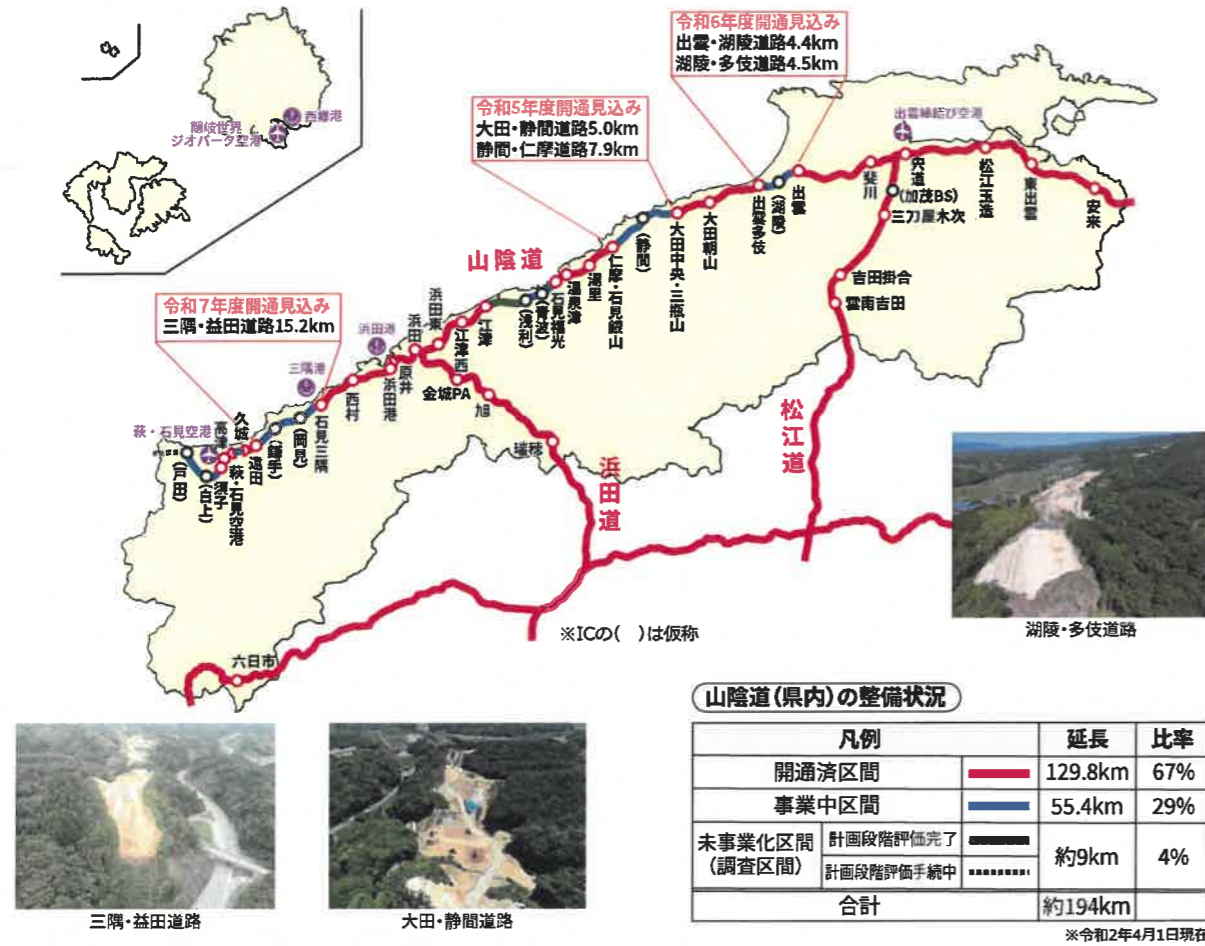 令和6年度開通見込み
出雲・湖陵道路4.4km
湖陵・多伎道路4.5km
令和5年度開通見込み
大田・静間道路5.0km
静間・仁摩道路7.9km
令和7年度開通見込み
三隅・益田道路15.2km
西郷港
隠岐世界
ジオパーク空港
出雲縁結び空港
安来
東出雲
松江玉造
宍道
斐川
(加茂BS)
三刀屋木次
吉田掛合
雲南吉田
出雲
(湖陵)
出雲多伎
大田朝山
大田中央・三瓶山
(静間)
仁摩・石見銀山
湯里
温泉津
石見福光
(青波)
(浅利)
江津
江津西
浜田東
浜田
原井
浜田港
浜田港
西村
三隅港
石見三隅
(岡見)
(鎌手)
遠田
久城
高津
萩・石見空港
萩・石見空港
須子
(白上)
(戸田)
金城PA
旭
瑞穂
六日市
山陰道
浜田道
松江道
※ICの( )は仮称
湖陵・多伎道路
三隅・益田道路
大田・静間道路
山陰道(県内)の整備状況
凡例 延長 比率
開通済区間 129.8km 67%
事業中区間 55.4km 29%
未事業化区間
(調査区間)
計画段階評価完了
計画段階評価手続中
約9km 4%
合計 約194km
※令和2年4月1日現在